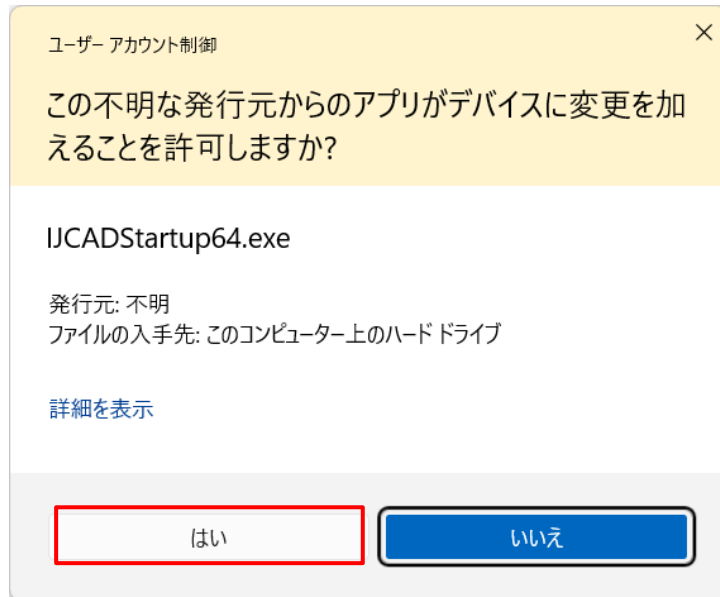 ユーザー アカウント制御
この不明な発行元からのアプリがデバイスに変更を加
えることを許可しますか?
IJCADStartup64.exe
発行元: 不明
ファイルの入手先: このコンピューター上のハード ドライブ
詳細を表示
はい
いいえ